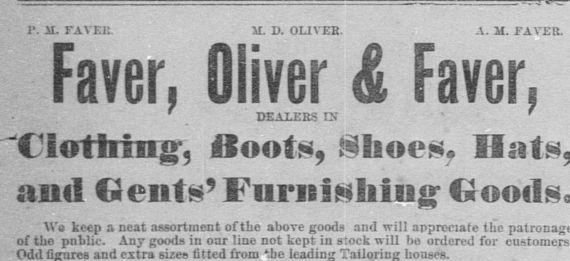 P. M. FAVER. M. D. OLIVER. A. M. FAVER.
Faver, Oliver & Faver,
DEALERS IN
Clothing, Boots, Shoes, Hats,
and Gents' Furnishing Goods.
We keep a neat assortment of the above goods and will appreciate the patronage
of the public. Any goods in our line not kept in stock will be ordered for customers
Odd figures and extra sizes fitted from the leading Tailoring houses.